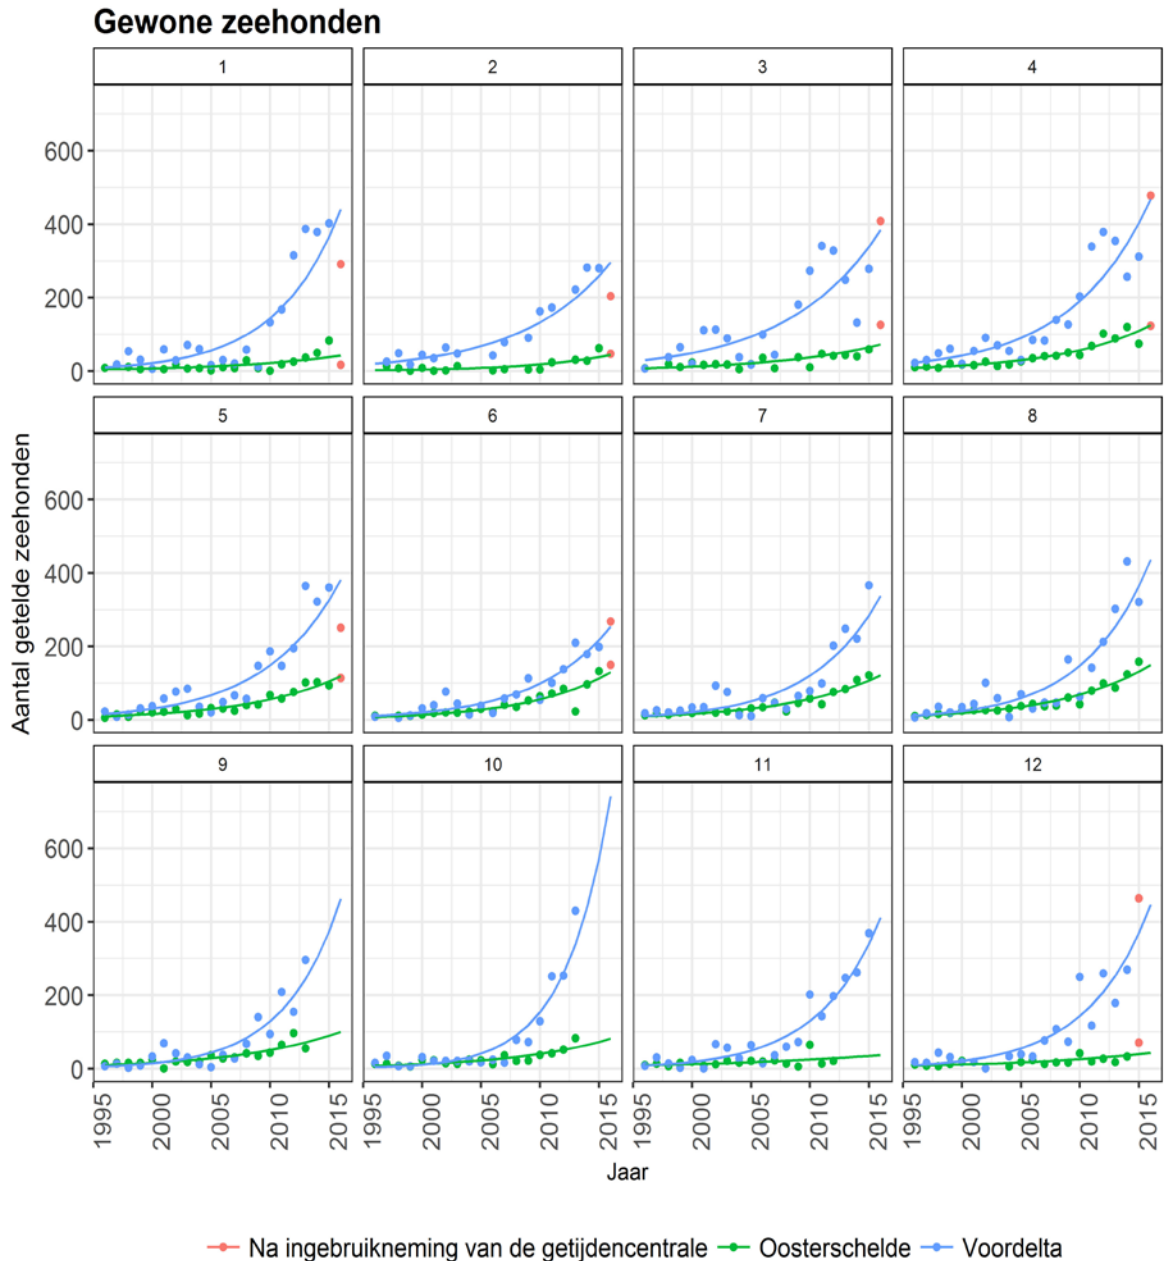 Gewone zeehonden
1 2 3 4
600
400
200
0
5 6 7 8
600
400
200
0
9 10 11 12
600
400
200
0
Aantal getelde zeehonden
1995 2000 2005 2010 2015 1995 2000 2005 2010 2015 1995 2000 2005 2010 2015 1995 2000 2005 2010 2015
Jaar
Na ingebruikneming van de getijdencentrale Oosterschelde Voordelta